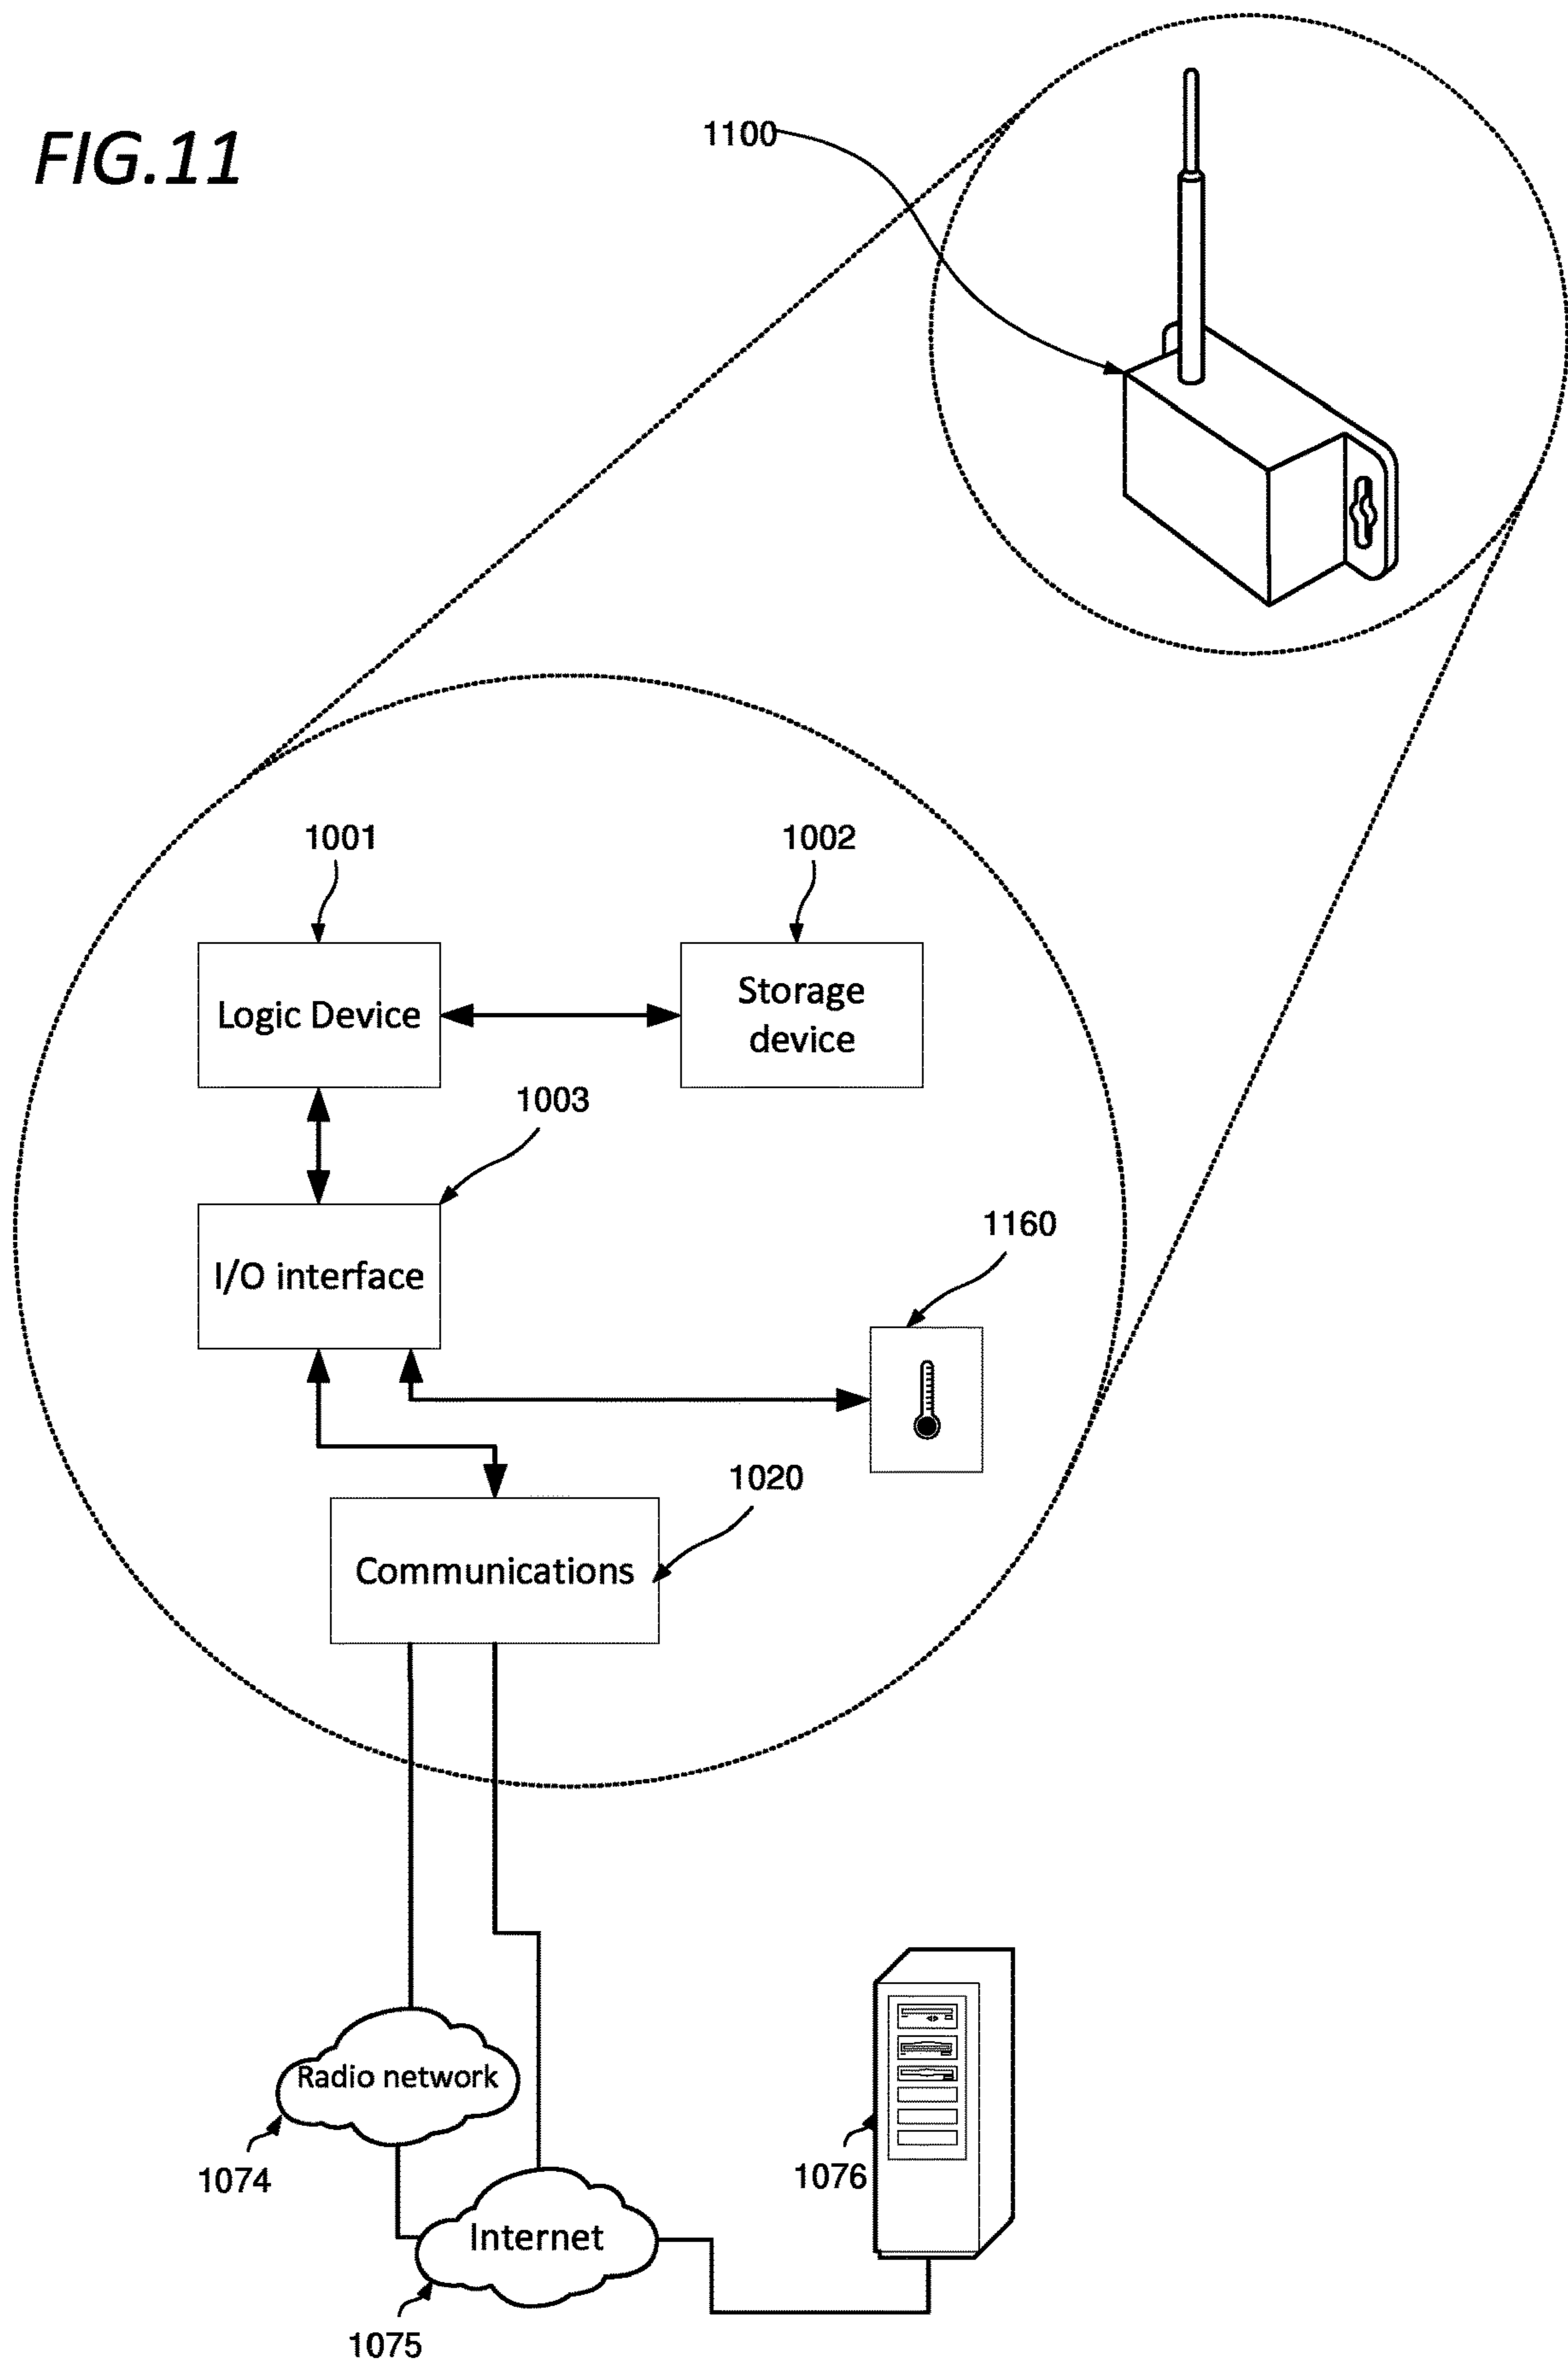 FIG.11
1100
1001
1002
Logic Device
Storage
device
1003
I/O interface
1160
1020
Communications
Radio network
1074
1076
Internet
1075